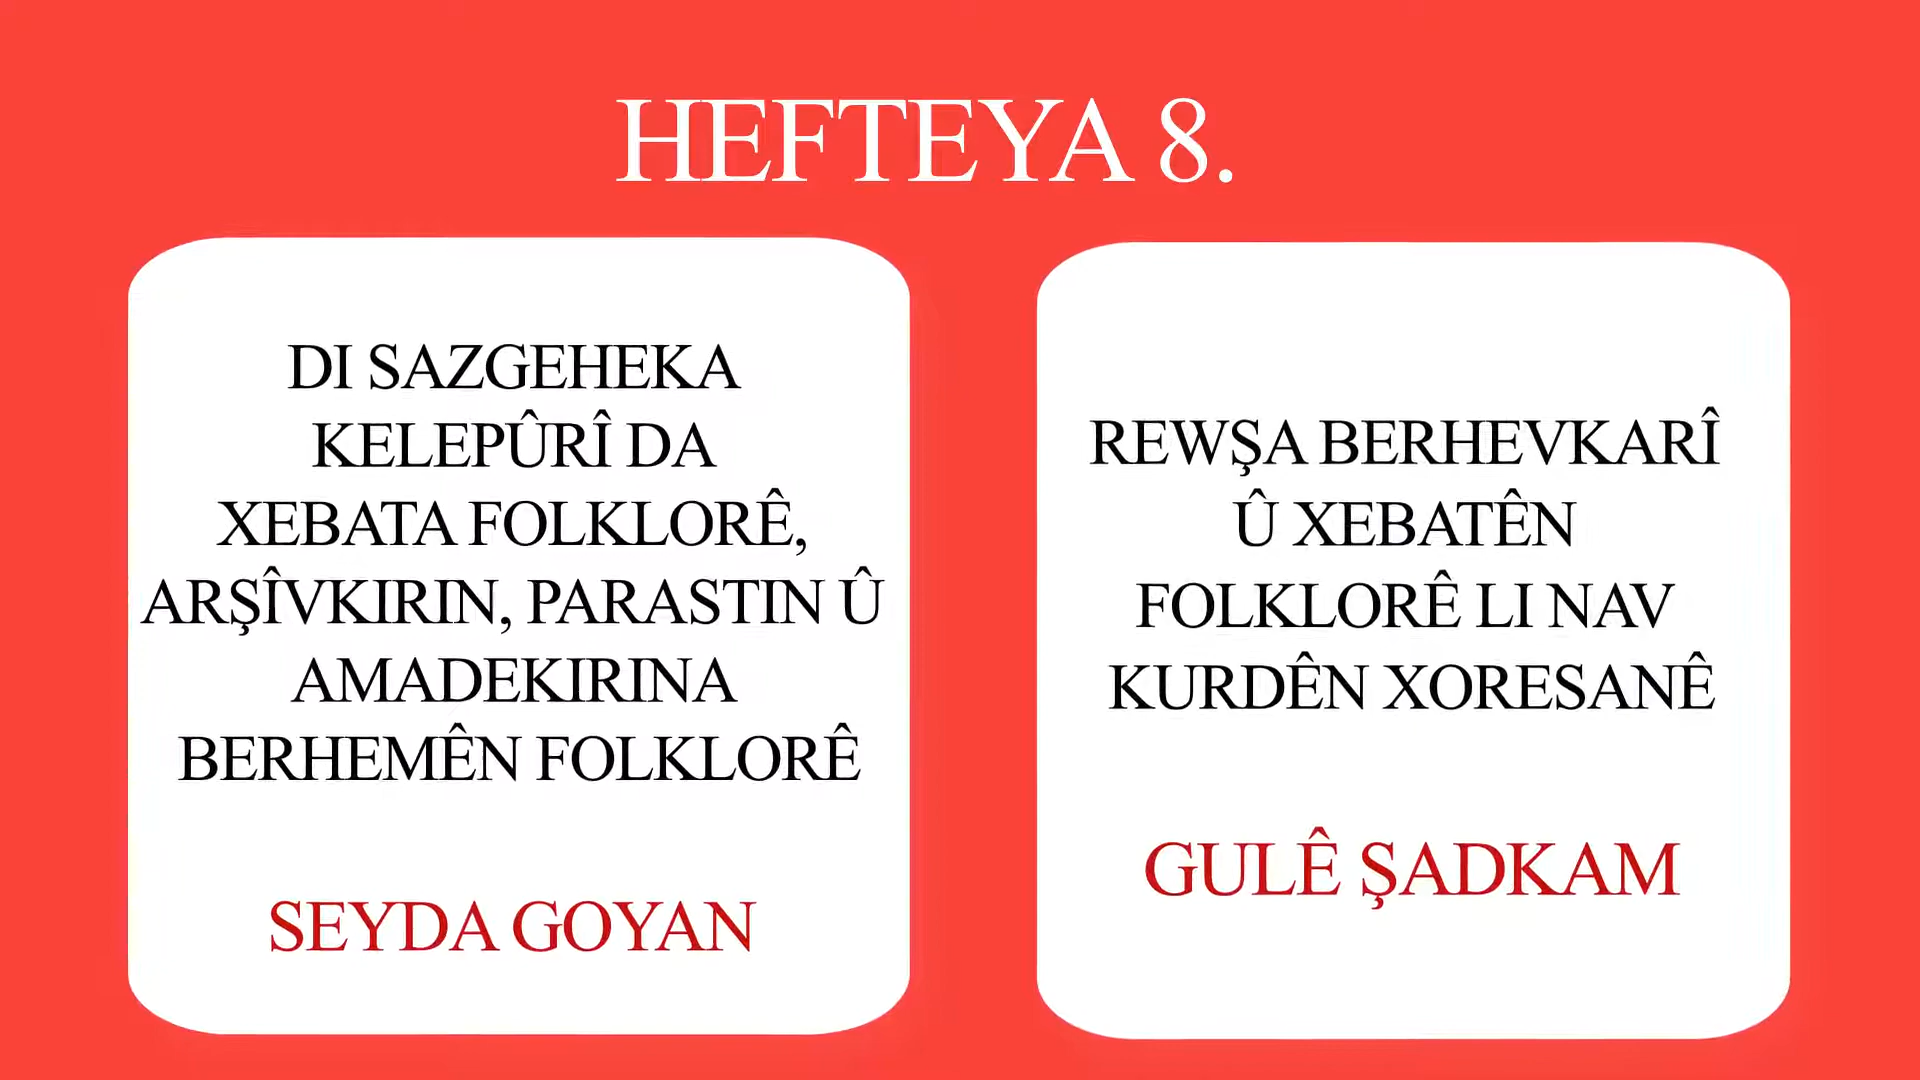 HEFTEYA 8.
DI SAZGEHEKA
KELEPÛRÎ DA
XEBATA FOLKLORÊ,
ARŞÎVKIRIN, PARASTIN Û
AMADEKIRINA
BERHEMÊN FOLKLORÊ
SEYDA GOYAN
REWŞA BERHEVKARÎ
Û XEBATÊN
FOLKLORÊ LI NAV
KURDÊN XORESANÊ
GULÊ ŞADKAM